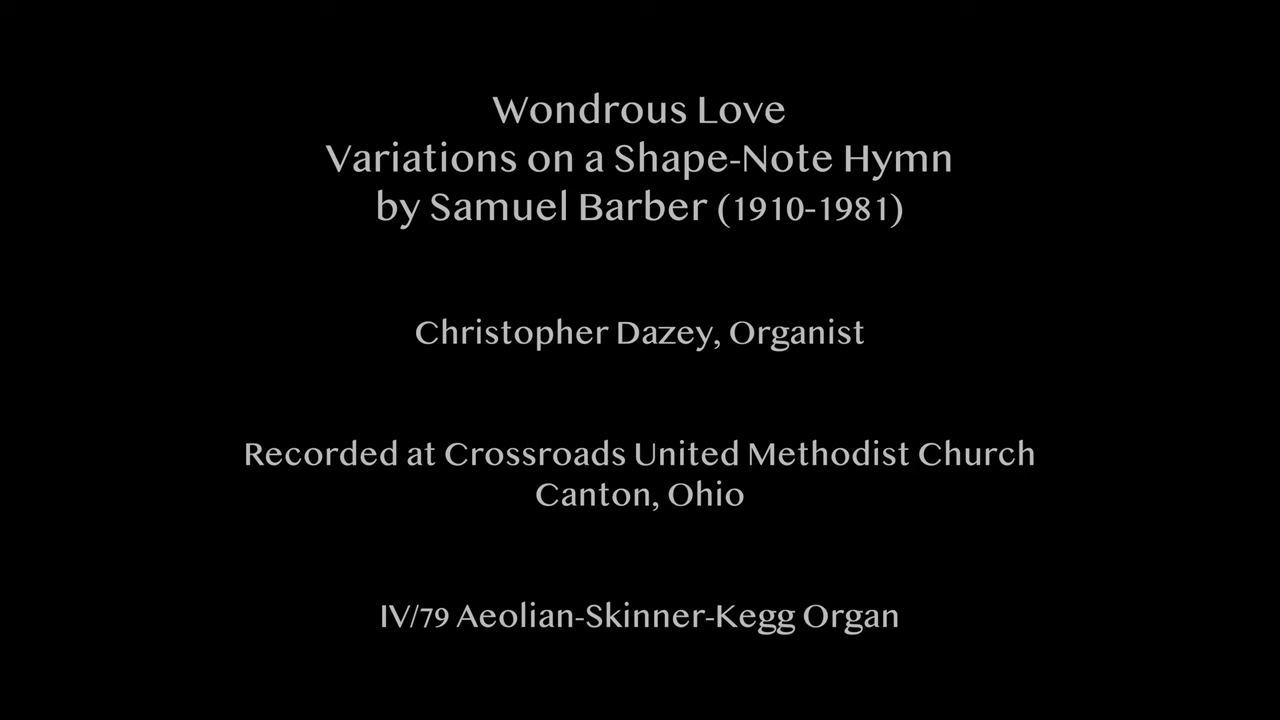 Wondrous Love
Variations on a Shape-Note Hymn
by Samuel Barber (1910-1981)
Christopher Dazey, Organist
Recorded at Crossroads United Methodist Church
Canton, Ohio
IV/79 Aeolian-Skinner-Kegg Organ